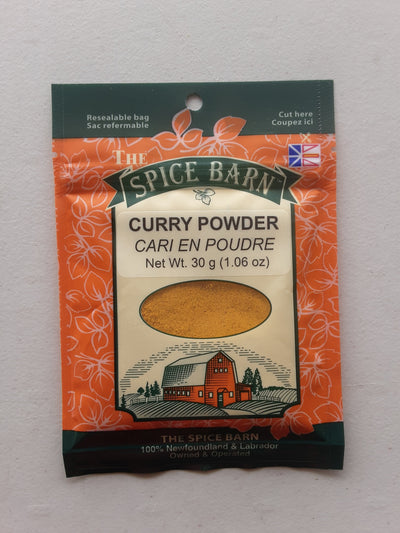 Resealable bag
Sac refermable
Cut here
Coupez ici
THE
SPICE BARN
CURRY POWDER
CARI EN POUDRE
Net Wt. 30 g (1.06 oz)
THE SPICE BARN
100% Newfoundland & Labrador
Owned & Operated